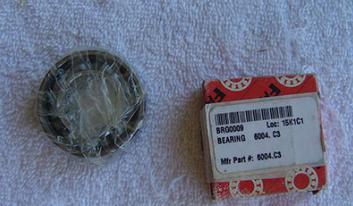 BRG0009 Loc: 15K1C1
BEARING 6004. C3
Mfr Part #: 6004.C3